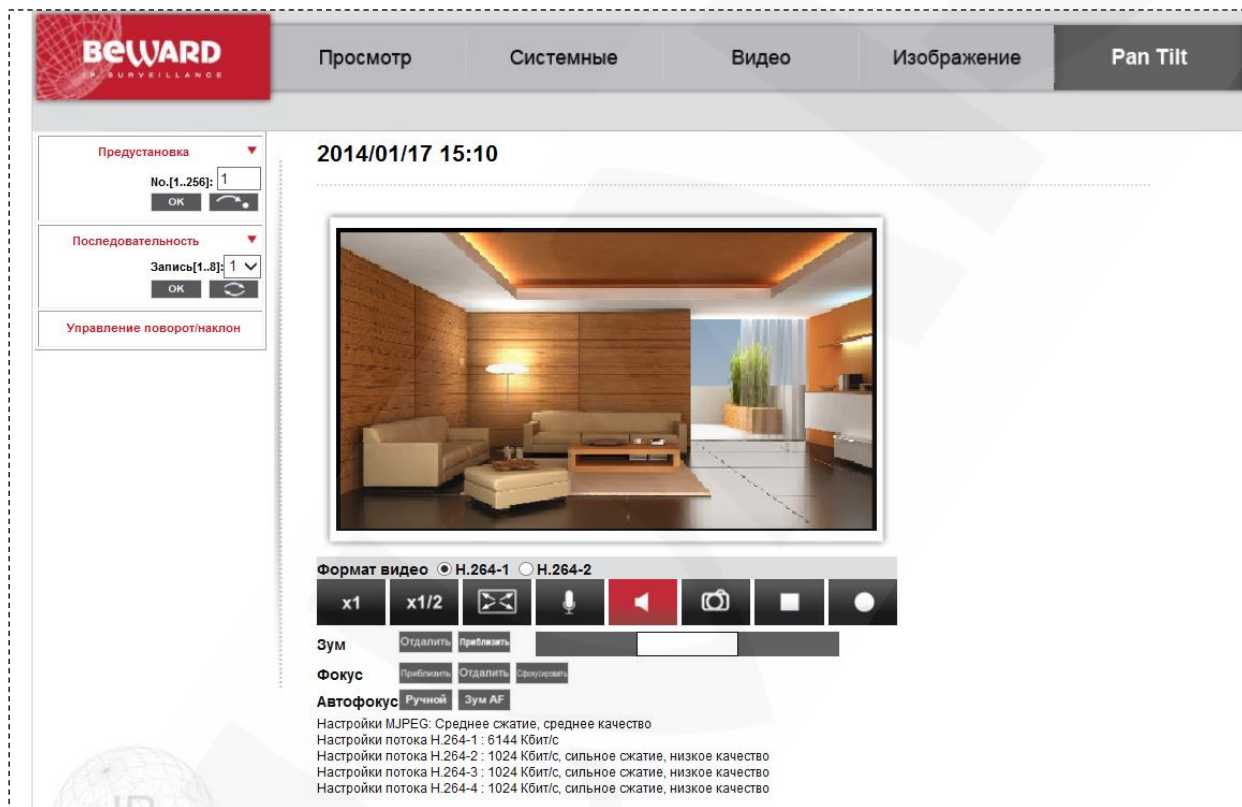 BEWARD
IP SURVEILLANCE
Просмотр
Системные
Видео
Изображение
Pan Tilt
Предустановка
No.[1..256]: 1
ОК
Последовательность
Запись[1..8]: 1
ОК
Управление поворот/наклон
2014/01/17 15:10
Формат видео H.264-1 H.264-2
x1 x1/2
Зум Отдалить Приблизить
Фокус Приблизить Отдалить Сфокусировать
Автофокус Ручной Зум AF
Настройки MJPEG: Среднее сжатие, среднее качество
Настройки потока H.264-1 : 6144 Кбит/с
Настройки потока H.264-2 : 1024 Кбит/с, сильное сжатие, низкое качество
Настройки потока H.264-3 : 1024 Кбит/с, сильное сжатие, низкое качество
Настройки потока H.264-4 : 1024 Кбит/с, сильное сжатие, низкое качество